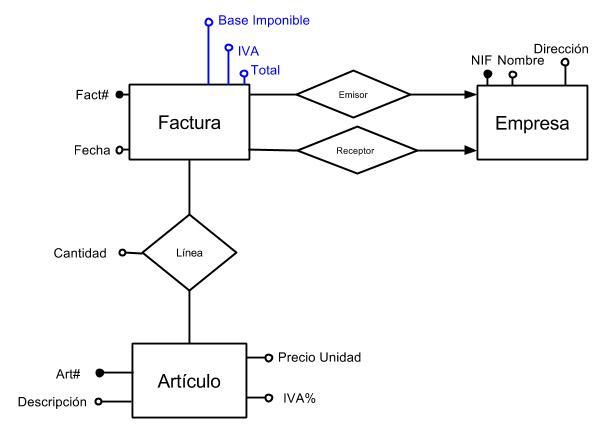 Base Imponible
IVA
Total
Dirección
NIF
Nombre
Fact#
Factura
Emisor
Empresa
Fecha
Receptor
Cantidad
Línea
Precio Unidad
Art#
Artículo
Descripción
IVA%